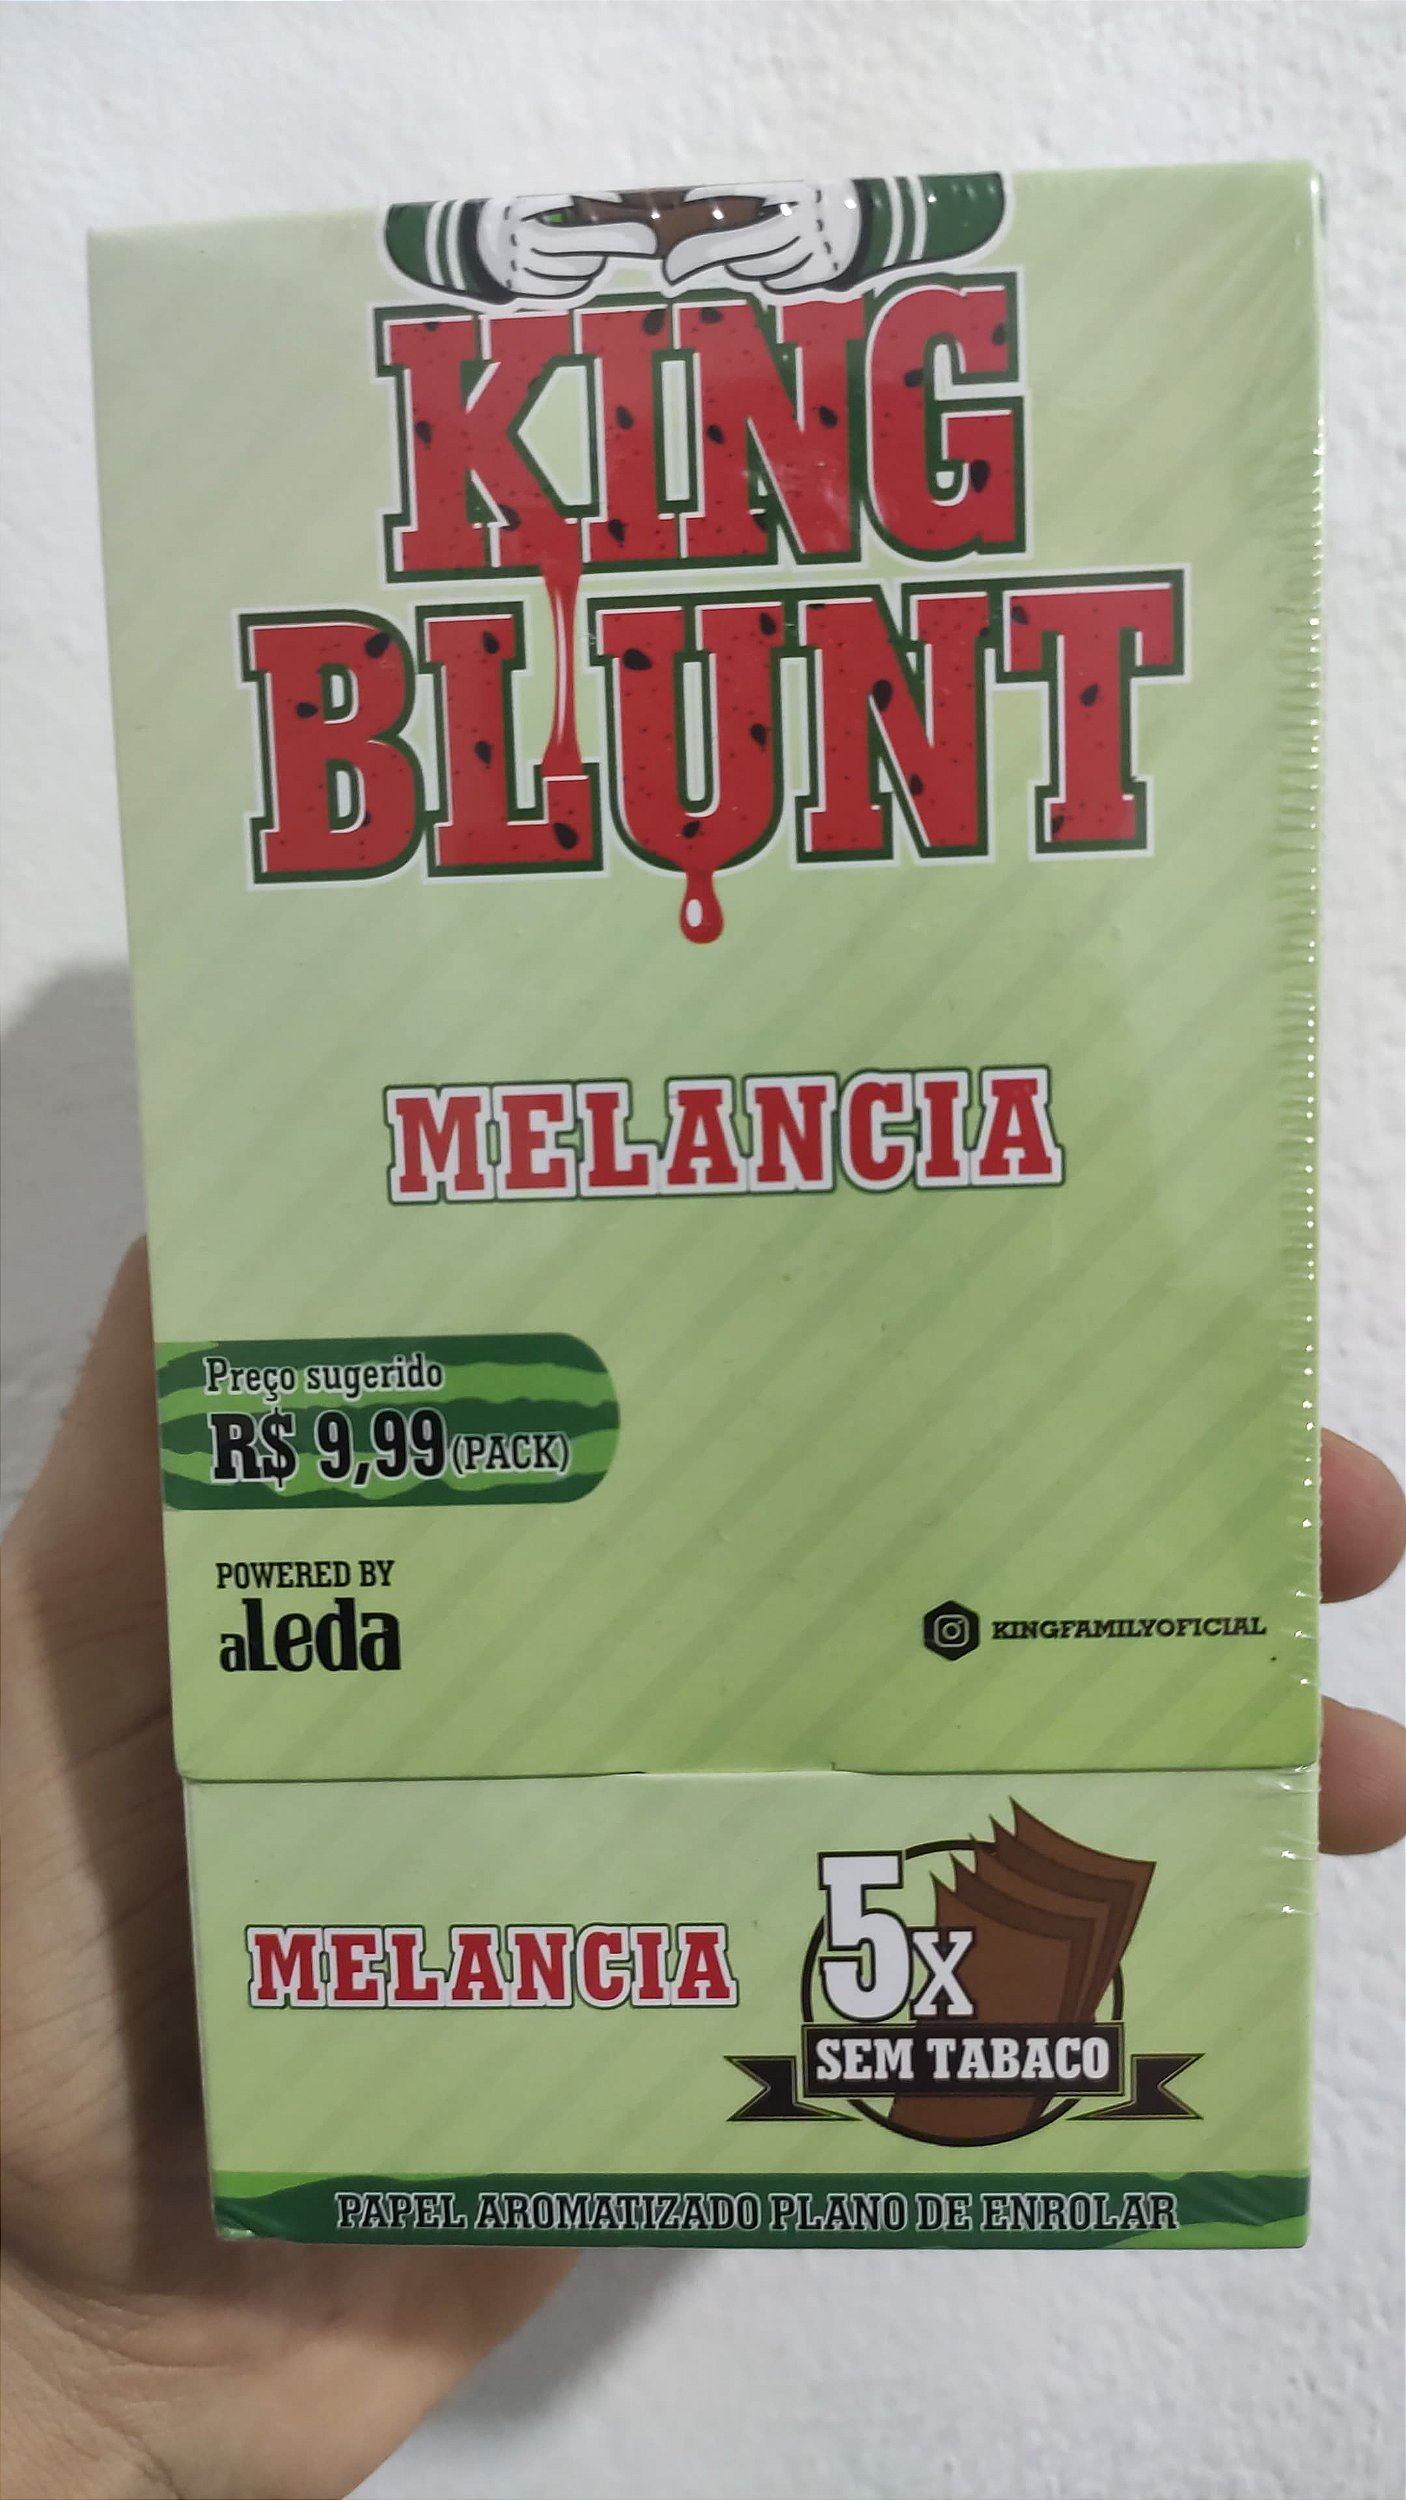 KING
BLUNT
MELANCIA
Preço sugerido
R$ 9,99 (PACK)
POWERED BY
aLeda
KINGFAMILYOFICIAL
MELANCIA
5X
SEM TABACO
PAPEL AROMATIZADO PLANO DE ENROLAR